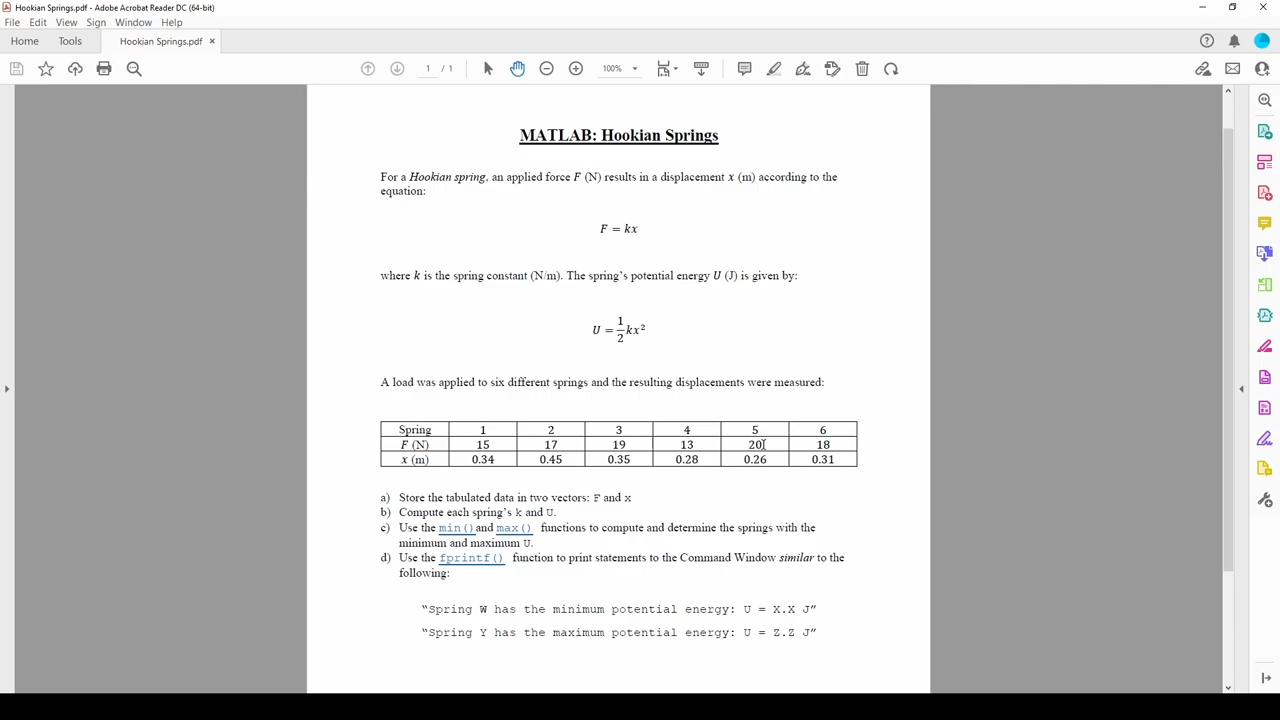 Hookian Springs.pdf - Adobe Acrobat Reader DC (64-bit)
File Edit View Sign Window Help
Home Tools Hookian Springs.pdf ×
1 / 1 100%
MATLAB: Hookian Springs
For a Hookian spring, an applied force F (N) results in a displacement x (m) according to the
equation:
F = kx
where k is the spring constant (N/m). The spring's potential energy U (J) is given by:
U = 1/2 kx²
A load was applied to six different springs and the resulting displacements were measured:
Spring 1 2 3 4 5 6
F (N) 15 17 19 13 20 18
x (m) 0.34 0.45 0.35 0.28 0.26 0.31
a) Store the tabulated data in two vectors: F and x
b) Compute each spring's k and U.
c) Use the min() and max() functions to compute and determine the springs with the
minimum and maximum U.
d) Use the fprintf() function to print statements to the Command Window similar to the
following:
“Spring W has the minimum potential energy: U = X.X J”
“Spring Y has the maximum potential energy: U = Z.Z J”